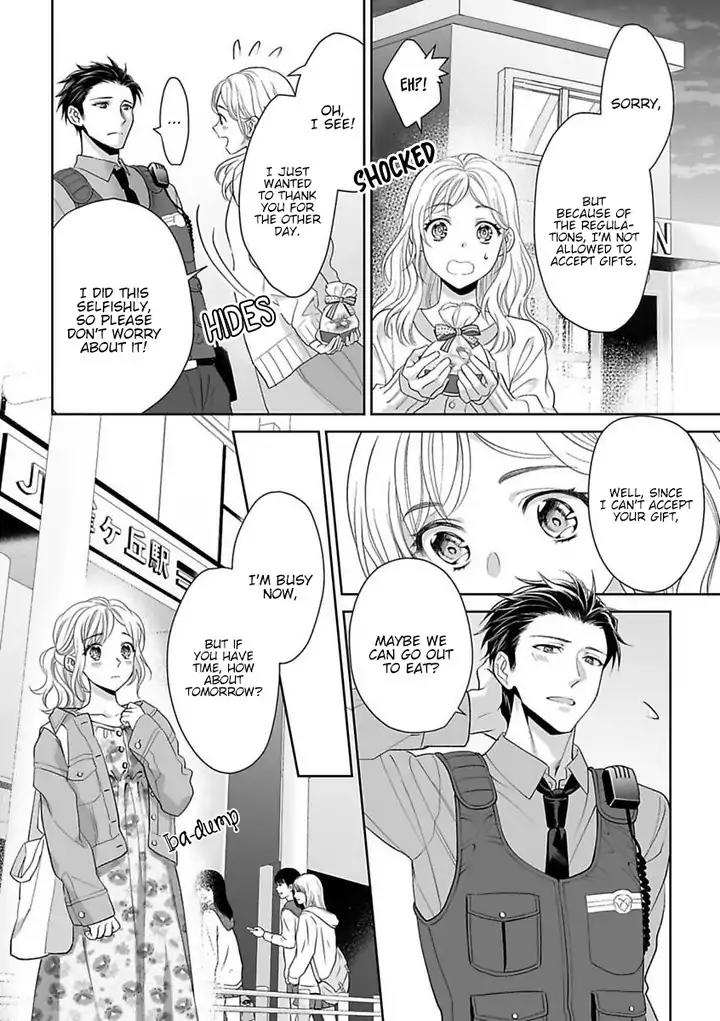 SORRY,
BUT
BECAUSE OF
THE REGULA-
TIONS, I'M NOT
ALLOWED TO
ACCEPT GIFTS.
EH?!
SHOCKED
OH,
I SEE!
I JUST
WANTED
TO THANK
YOU FOR
THE OTHER
DAY.
...
HIDES
I DID THIS
SELFISHLY,
SO PLEASE
DON'T WORRY
ABOUT IT!
WELL, SINCE
I CAN'T ACCEPT
YOUR GIFT,
MAYBE WE
CAN GO OUT
TO EAT?
I'M BUSY
NOW,
BUT IF
YOU HAVE
TIME, HOW
ABOUT
TOMORROW?
ヶ丘駅
Ba-dump